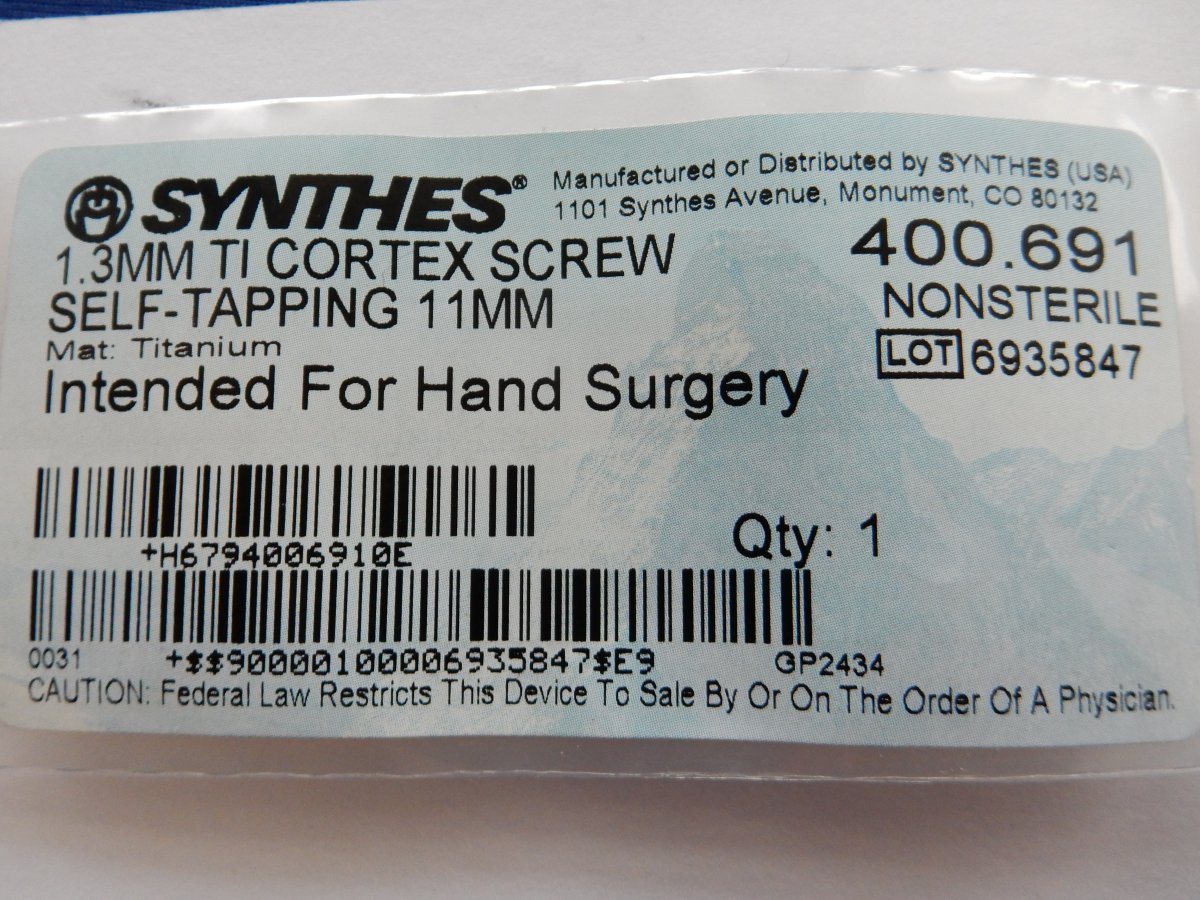 SYNTHES®
Manufactured or Distributed by SYNTHES (USA)
1101 Synthes Avenue, Monument, CO 80132
1.3MM TI CORTEX SCREW
SELF-TAPPING 11MM
Mat: Titanium
Intended For Hand Surgery
400.691
NONSTERILE
LOT 6935847
+H6794006910E
Qty: 1
+$$90000100006935847$E9
0031
GP2434
CAUTION: Federal Law Restricts This Device To Sale By Or On The Order Of A Physician.